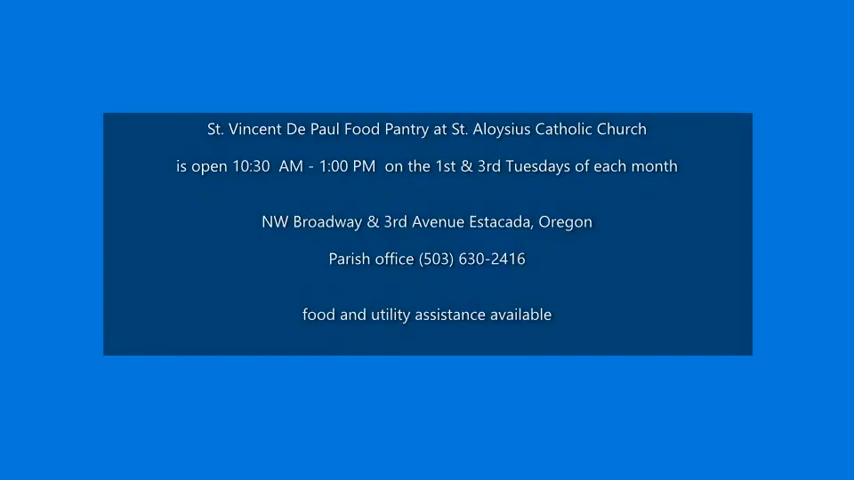 St. Vincent De Paul Food Pantry at St. Aloysius Catholic Church
is open 10:30  AM - 1:00 PM  on the 1st & 3rd Tuesdays of each month
NW Broadway & 3rd Avenue Estacada, Oregon
Parish office (503) 630-2416
food and utility assistance available